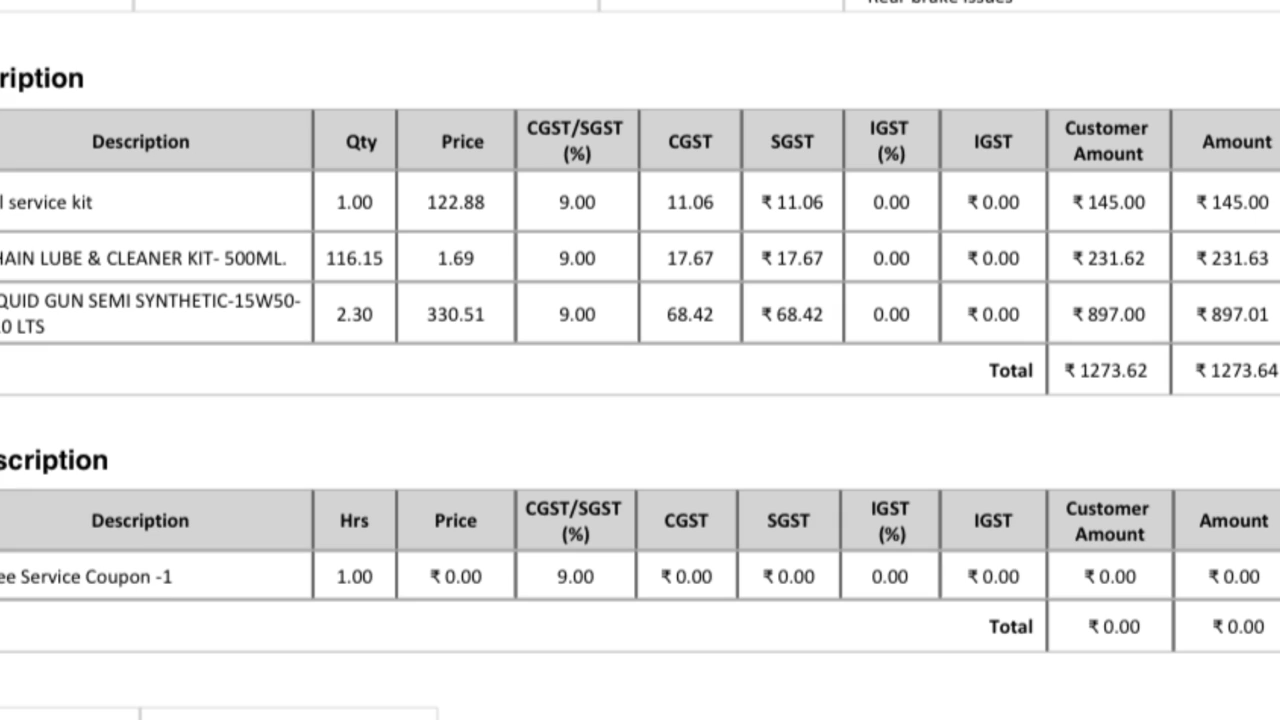 ription
Description Qty Price CGST/SGST (%) CGST SGST IGST (%) IGST Customer Amount Amount
l service kit 1.00 122.88 9.00 11.06 ₹ 11.06 0.00 ₹ 0.00 ₹ 145.00 ₹ 145.00
HAIN LUBE & CLEANER KIT- 500ML. 116.15 1.69 9.00 17.67 ₹ 17.67 0.00 ₹ 0.00 ₹ 231.62 ₹ 231.63
QUID GUN SEMI SYNTHETIC-15W50-
0 LTS 2.30 330.51 9.00 68.42 ₹ 68.42 0.00 ₹ 0.00 ₹ 897.00 ₹ 897.01
Total ₹ 1273.62 ₹ 1273.64
scription
Description Hrs Price CGST/SGST (%) CGST SGST IGST (%) IGST Customer Amount Amount
ee Service Coupon -1 1.00 ₹ 0.00 9.00 ₹ 0.00 ₹ 0.00 0.00 ₹ 0.00 ₹ 0.00 ₹ 0.00
Total ₹ 0.00 ₹ 0.00